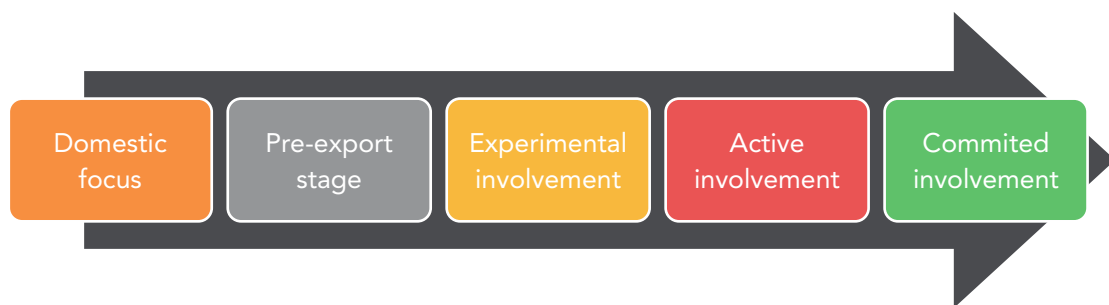 Domestic
focus
Pre-export
stage
Experimental
involvement
Active
involvement
Commited
involvement